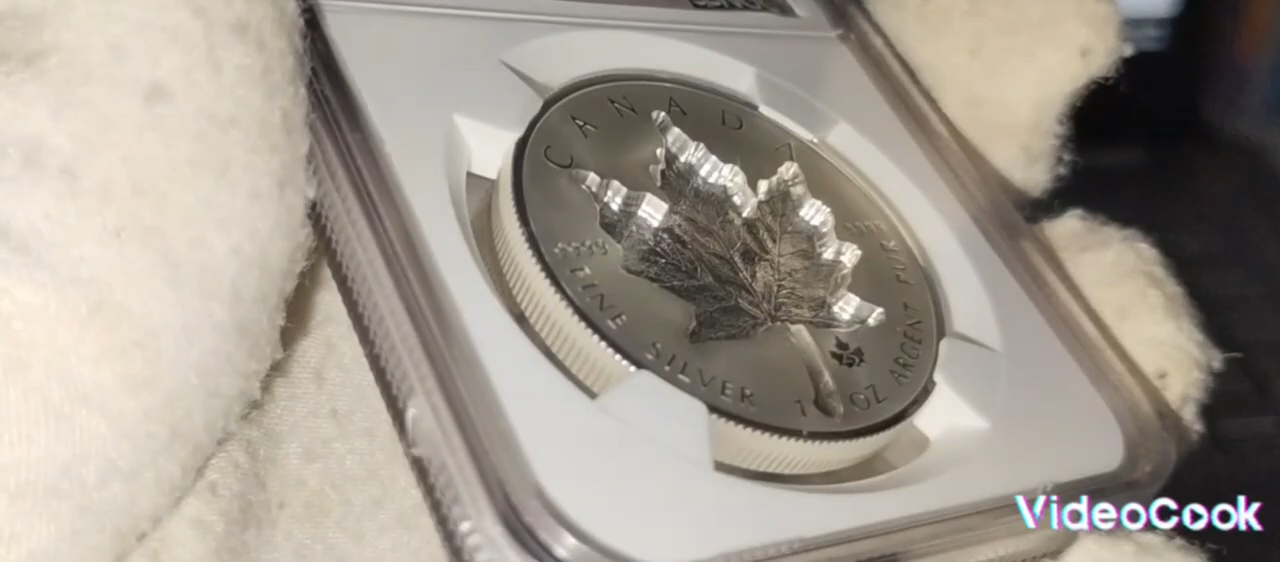 CANADA
9999
9999
FINE SILVER 1 OZ ARGENT PUR
VideoCook